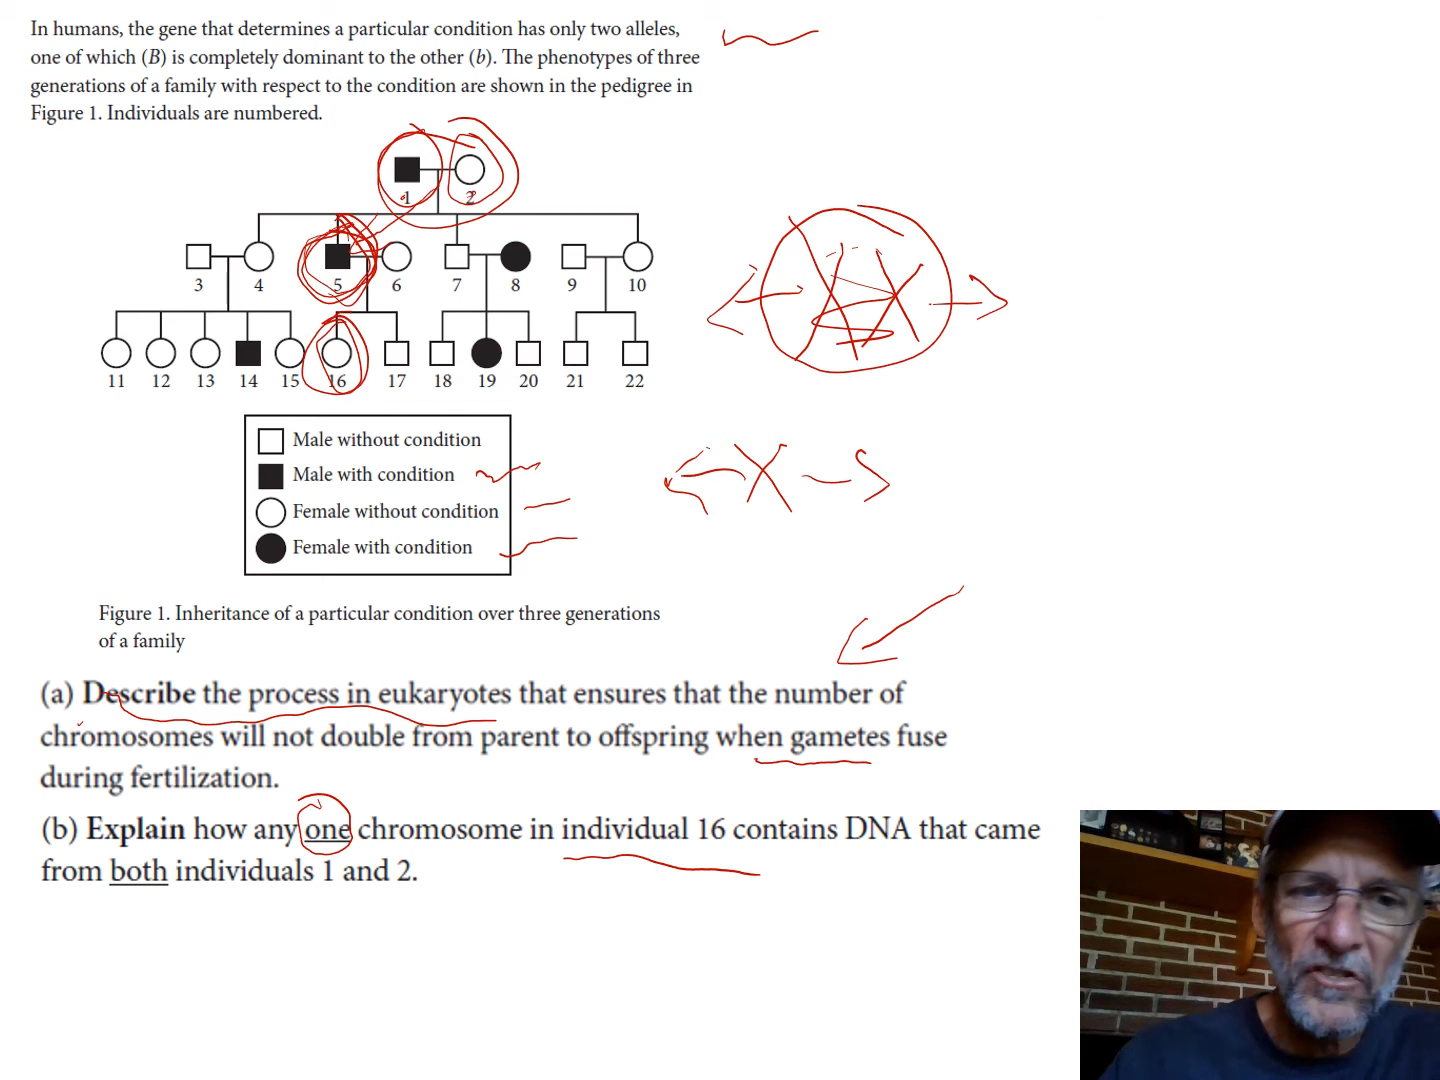 In humans, the gene that determines a particular condition has only two alleles,
one of which (B) is completely dominant to the other (b). The phenotypes of three
generations of a family with respect to the condition are shown in the pedigree in
Figure 1. Individuals are numbered.
1 2
3 4 5 6 7 8 9 10
11 12 13 14 15 16 17 18 19 20 21 22
Male without condition
Male with condition
Female without condition
Female with condition
Figure 1. Inheritance of a particular condition over three generations
of a family
(a) Describe the process in eukaryotes that ensures that the number of
chromosomes will not double from parent to offspring when gametes fuse
during fertilization.
(b) Explain how any one chromosome in individual 16 contains DNA that came
from both individuals 1 and 2.